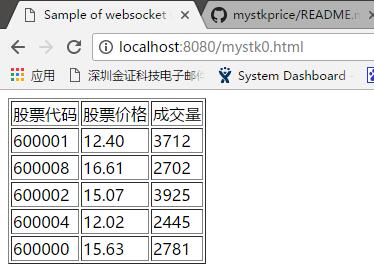 Sample of websocket
mystkprice/README.m
localhost:8080/mystk0.html
应用 深圳金证科技电子邮件 System Dashboard -
股票代码 股票价格 成交量
600001 12.40 3712
600008 16.61 2702
600002 15.07 3925
600004 12.02 2445
600000 15.63 2781